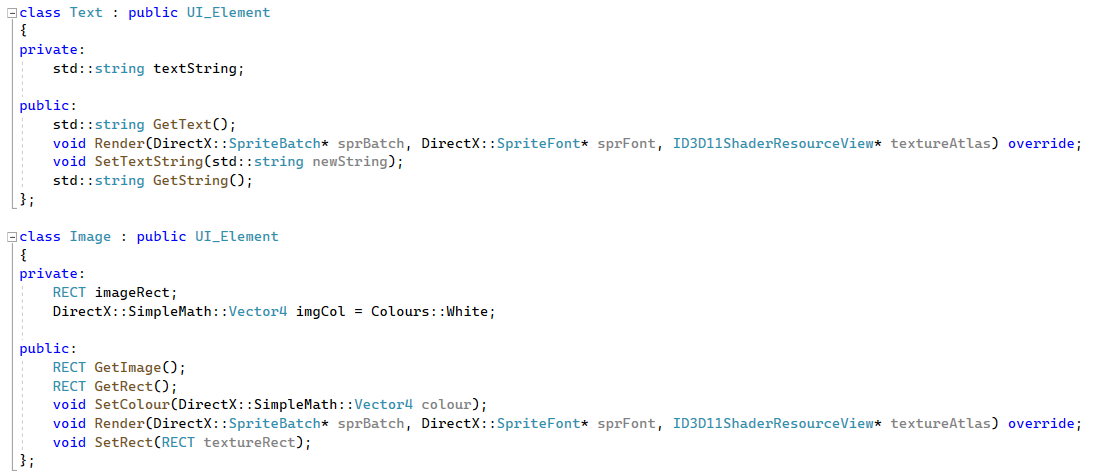 class Text : public UI_Element
{
private:
    std::string textString;

public:
    std::string GetText();
    void Render(DirectX::SpriteBatch* sprBatch, DirectX::SpriteFont* sprFont, ID3D11ShaderResourceView* textureAtlas) override;
    void SetTextString(std::string newString);
    std::string GetString();
};

class Image : public UI_Element
{
private:
    RECT imageRect;
    DirectX::SimpleMath::Vector4 imgCol = Colours::White;

public:
    RECT GetImage();
    RECT GetRect();
    void SetColour(DirectX::SimpleMath::Vector4 colour);
    void Render(DirectX::SpriteBatch* sprBatch, DirectX::SpriteFont* sprFont, ID3D11ShaderResourceView* textureAtlas) override;
    void SetRect(RECT textureRect);
};